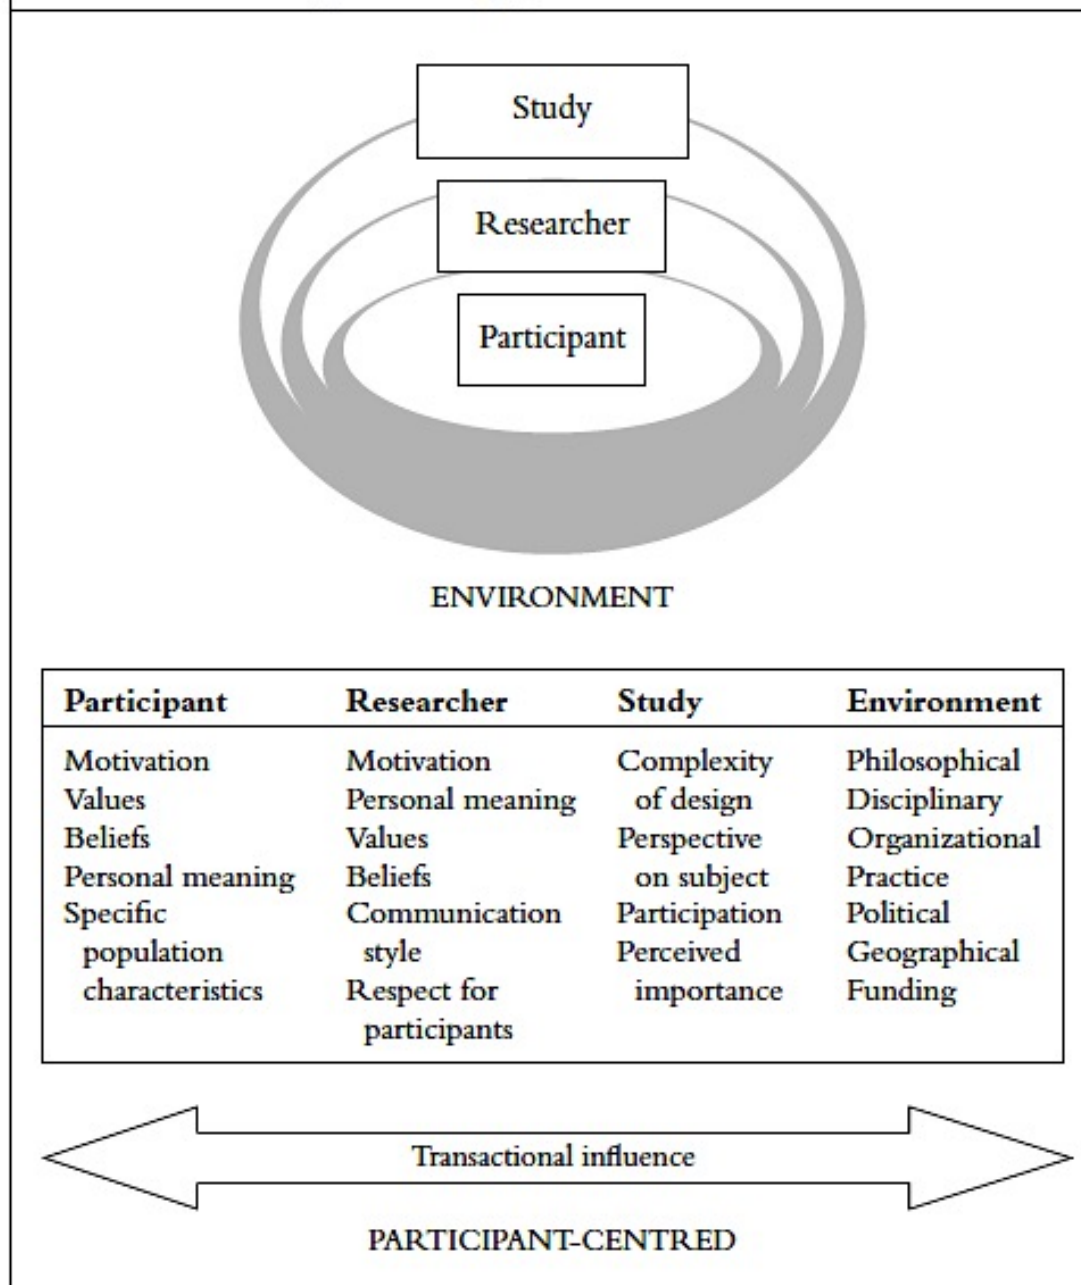 Study
Researcher
Participant
ENVIRONMENT
Participant Researcher Study Environment
Motivation Motivation Complexity Philosophical
Values Personal meaning of design Disciplinary
Beliefs Values Perspective Organizational
Personal meaning Beliefs on subject Practice
Specific Communication Participation Political
population style Perceived Geographical
characteristics Respect for importance Funding
participants
Transactional influence
PARTICIPANT-CENTRED